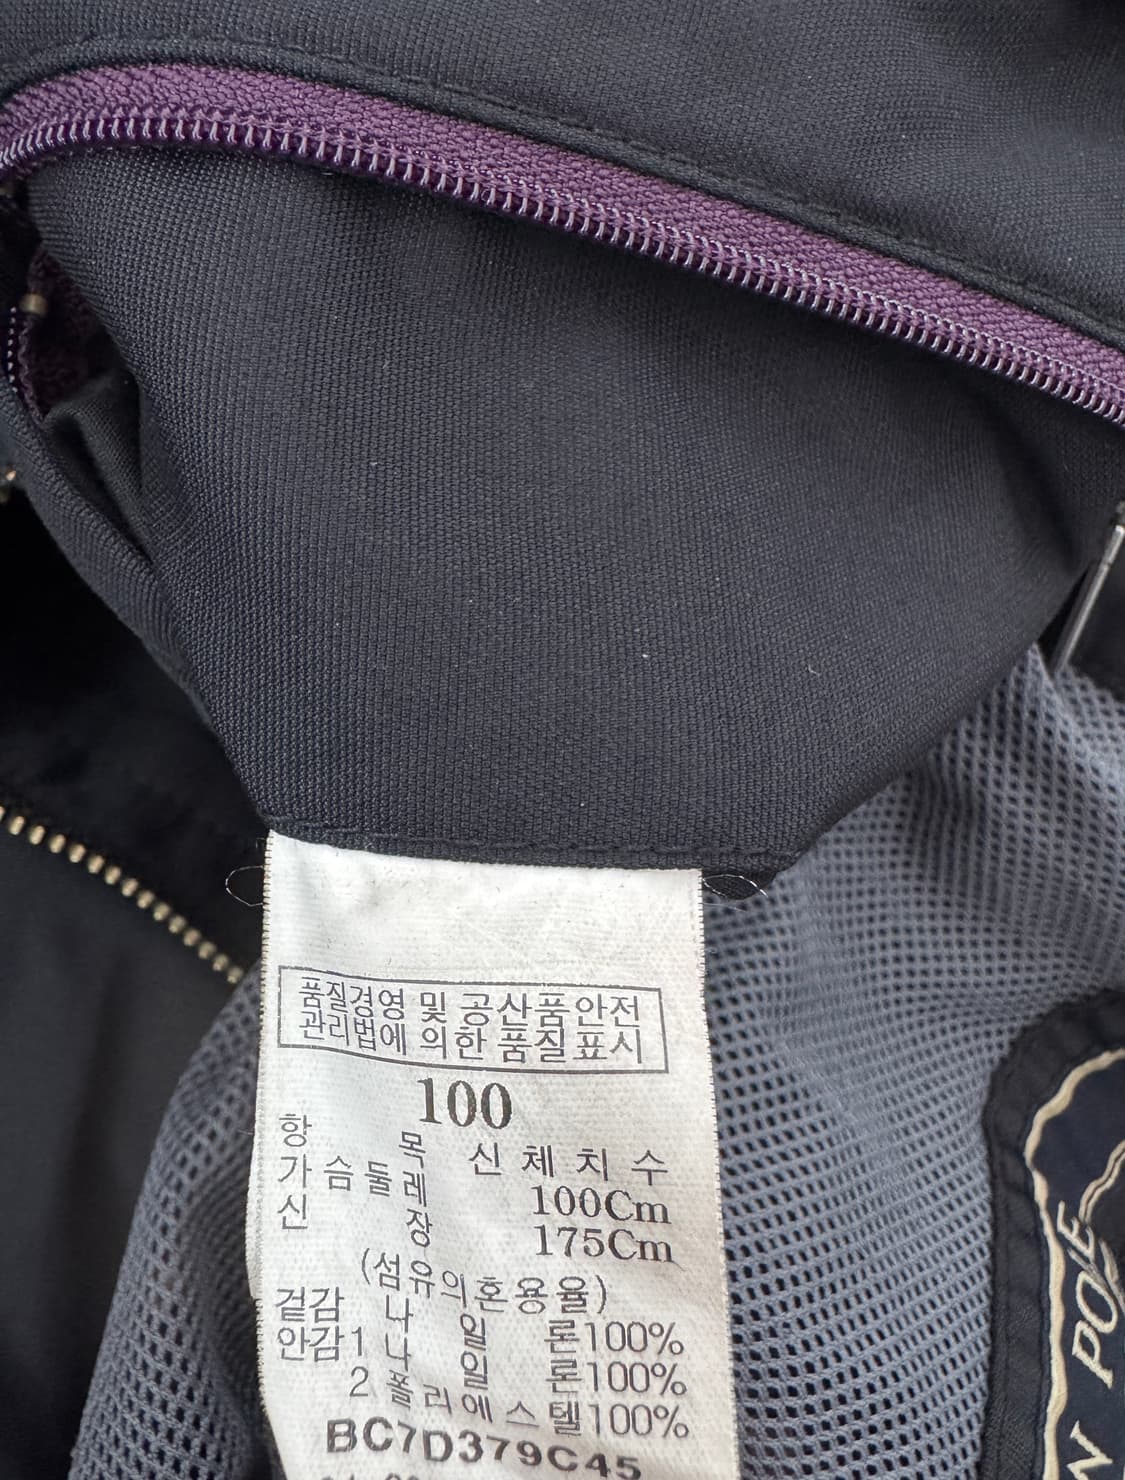 품질경영 및 공산품안전
관리법에 의한 품질표시
100
항 목 신 체 치 수
가 슴 둘 레 100Cm
신 장 175Cm
(섬유의혼용율)
겉감 나 일 론100%
안감1 나 일 론100%
2 폴 리 에 스 텔100%
BC7D379C45
N POLE